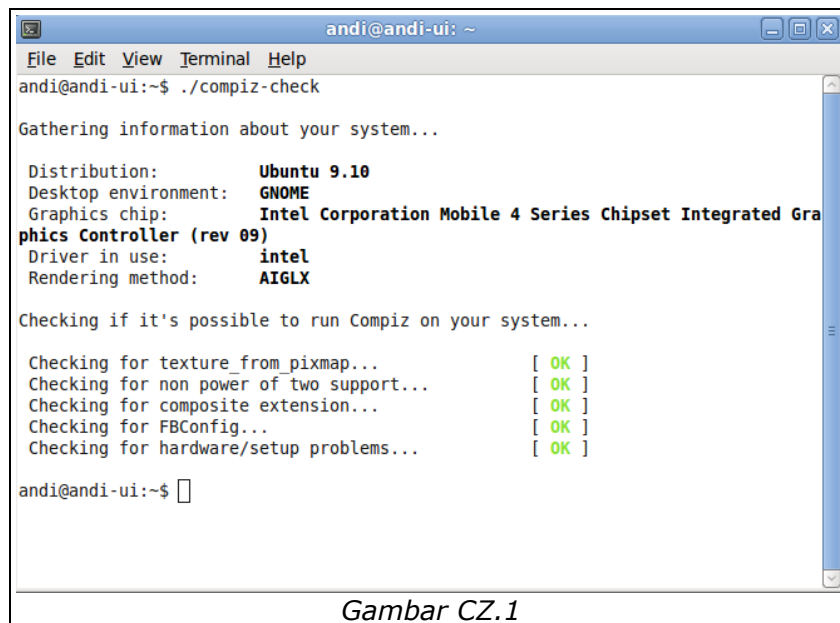 andi@andi-ui: ~
File Edit View Terminal Help
andi@andi-ui:~$ ./compiz-check
Gathering information about your system...
Distribution: Ubuntu 9.10
Desktop environment: GNOME
Graphics chip: Intel Corporation Mobile 4 Series Chipset Integrated Gra
phics Controller (rev 09)
Driver in use: intel
Rendering method: AIGLX
Checking if it's possible to run Compiz on your system...
Checking for texture_from_pixmap... [ OK ]
Checking for non power of two support... [ OK ]
Checking for composite extension... [ OK ]
Checking for FBConfig... [ OK ]
Checking for hardware/setup problems... [ OK ]
andi@andi-ui:~$
Gambar CZ.1